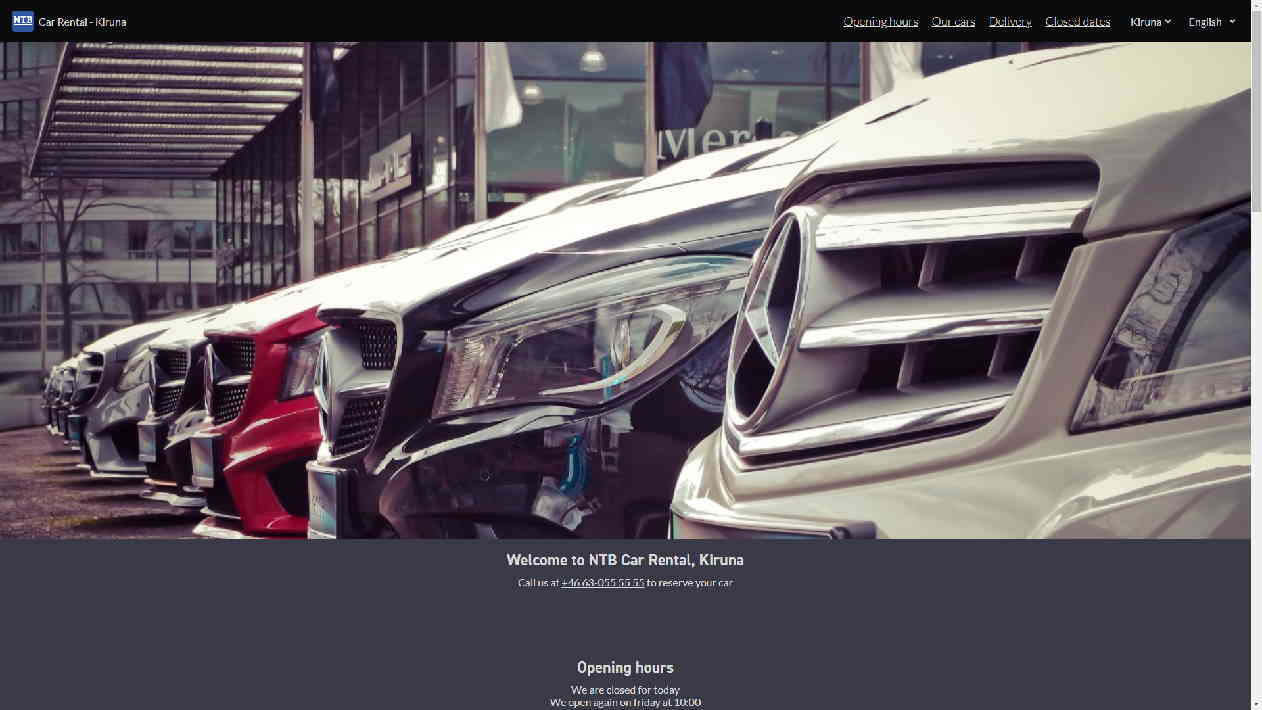 NTB Car Rental - Kiruna
Opening hours Our cars Delivery Closed dates Kiruna English
Welcome to NTB Car Rental, Kiruna
Call us at +46 63-055 55 55 to reserve your car
Opening hours
We are closed for today
We open again on friday at 10:00